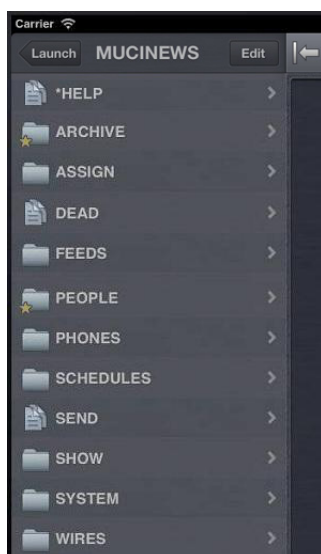 Carrier
Launch MUCINEWS Edit
*HELP
ARCHIVE
ASSIGN
DEAD
FEEDS
PEOPLE
PHONES
SCHEDULES
SEND
SHOW
SYSTEM
WIRES